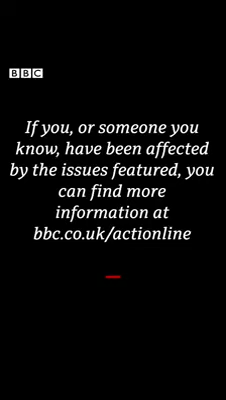 BBC
If you, or someone you
know, have been affected
by the issues featured, you
can find more
information at
bbc.co.uk/actionline